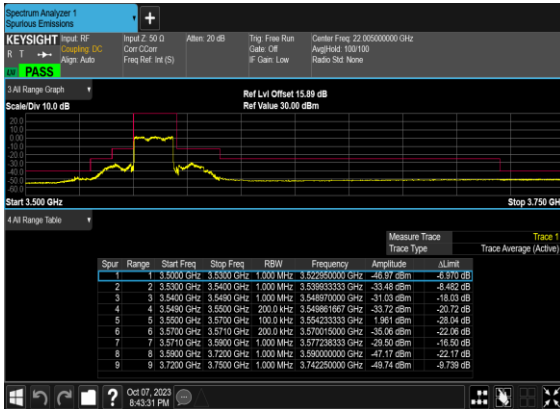 Spectrum Analyzer 1
Spurious Emissions
+
KEYSIGHT Input: RF Input Z: 50 Ω Atten: 20 dB Trig: Free Run Center Freq: 22.005000000 GHz
R T Coupling: DC Corr CCorr Gate: Off Avg|Hold: 100/100
Align: Auto Freq Ref: Int (S) IF Gain: Low Radio Std: None
PASS
3 All Range Graph
Ref Lvl Offset 15.89 dB
Scale/Div 10.0 dB Ref Value 30.00 dBm
20.0
10.0
0.00
-10.0
-20.0
-30.0
-40.0
-50.0
-60.0
Start 3.500 GHz Stop 3.750 GH
4 All Range Table
Measure Trace Trace 1
Trace Type Trace Average (Active)
Spur Range Start Freq Stop Freq RBW Frequency Amplitude ΔLimit
1 1 3.5000 GHz 3.5300 GHz 1.000 MHz 3.522950000 GHz -46.97 dBm -6.970 dB
2 2 3.5300 GHz 3.5400 GHz 1.000 MHz 3.539933333 GHz -33.48 dBm -8.482 dB
3 3 3.5400 GHz 3.5490 GHz 1.000 MHz 3.548970000 GHz -31.03 dBm -18.03 dB
4 4 3.5490 GHz 3.5500 GHz 200.0 kHz 3.549861667 GHz -33.72 dBm -20.72 dB
5 5 3.5500 GHz 3.5700 GHz 100.0 kHz 3.554233333 GHz 1.961 dBm -28.04 dB
6 6 3.5700 GHz 3.5710 GHz 200.0 kHz 3.570015000 GHz -35.06 dBm -22.06 dB
7 7 3.5710 GHz 3.5900 GHz 1.000 MHz 3.577238333 GHz -29.50 dBm -16.50 dB
8 8 3.5900 GHz 3.7200 GHz 1.000 MHz 3.590000000 GHz -47.17 dBm -22.17 dB
9 9 3.7200 GHz 3.7500 GHz 1.000 MHz 3.742250000 GHz -49.74 dBm -9.739 dB
? Oct 07, 2023
8:43:31 PM